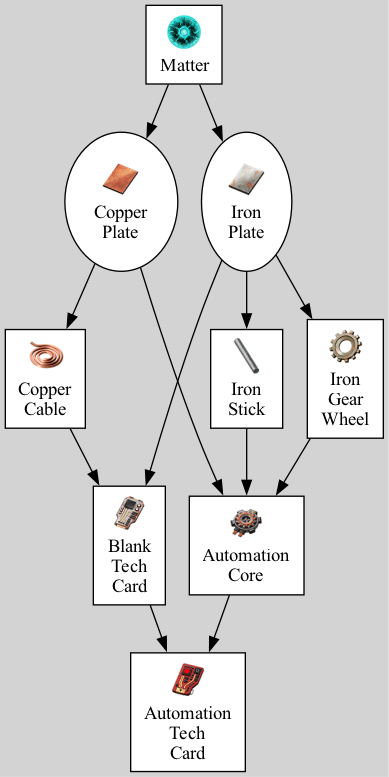 Matter
Copper
Plate
Iron
Plate
Copper
Cable
Iron
Stick
Iron
Gear
Wheel
Blank
Tech
Card
Automation
Core
Automation
Tech
Card